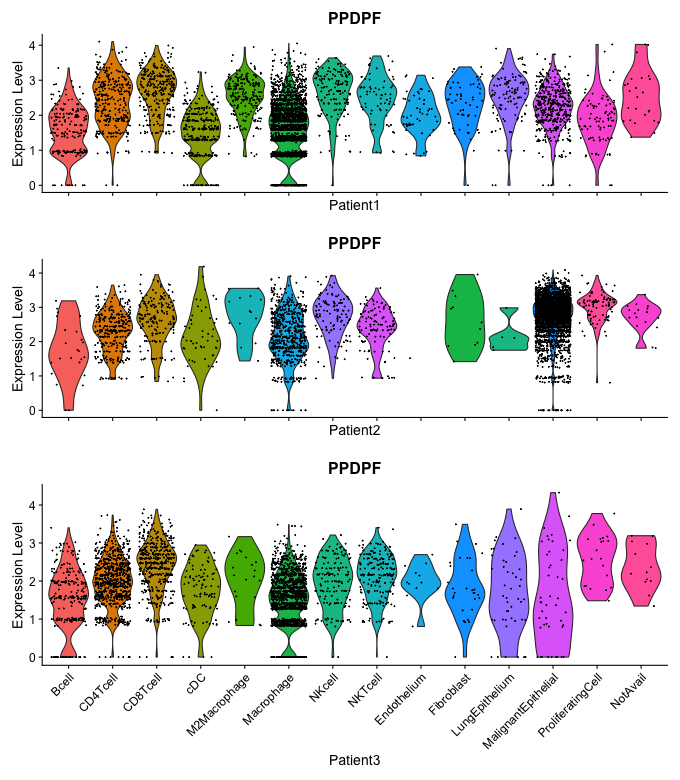 PPDPF
Expression Level
4
3
2
1
0
Patient1
PPDPF
Expression Level
4
3
2
1
0
Patient2
PPDPF
Expression Level
4
3
2
1
0
Bcell
CD4Tcell
CD8Tcell
cDC
M2Macrophage
Macrophage
NKcell
NKTcell
Endothelium
Fibroblast
LungEpithelium
MalignantEpithelial
ProliferatingCell
NotAvail
Patient3